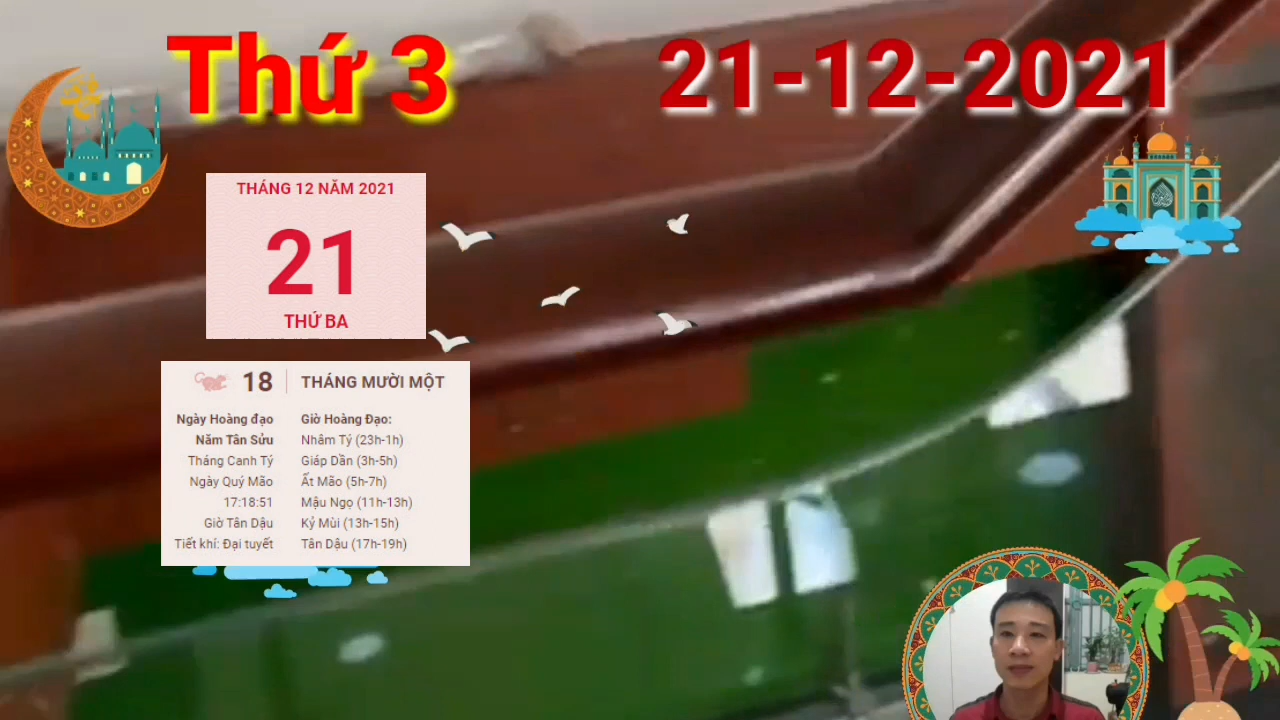 Thứ 3
21-12-2021
THÁNG 12 NĂM 2021
21
THỨ BA
18 THÁNG MƯỜI MỘT
Ngày Hoàng đạo
Năm Tân Sửu
Tháng Canh Tý
Ngày Quý Mão
17:18:51
Giờ Tân Dậu
Tiết khí: Đại tuyết
Giờ Hoàng Đạo:
Nhâm Tý (23h-1h)
Giáp Dần (3h-5h)
Ất Mão (5h-7h)
Mậu Ngọ (11h-13h)
Kỷ Mùi (13h-15h)
Tân Dậu (17h-19h)